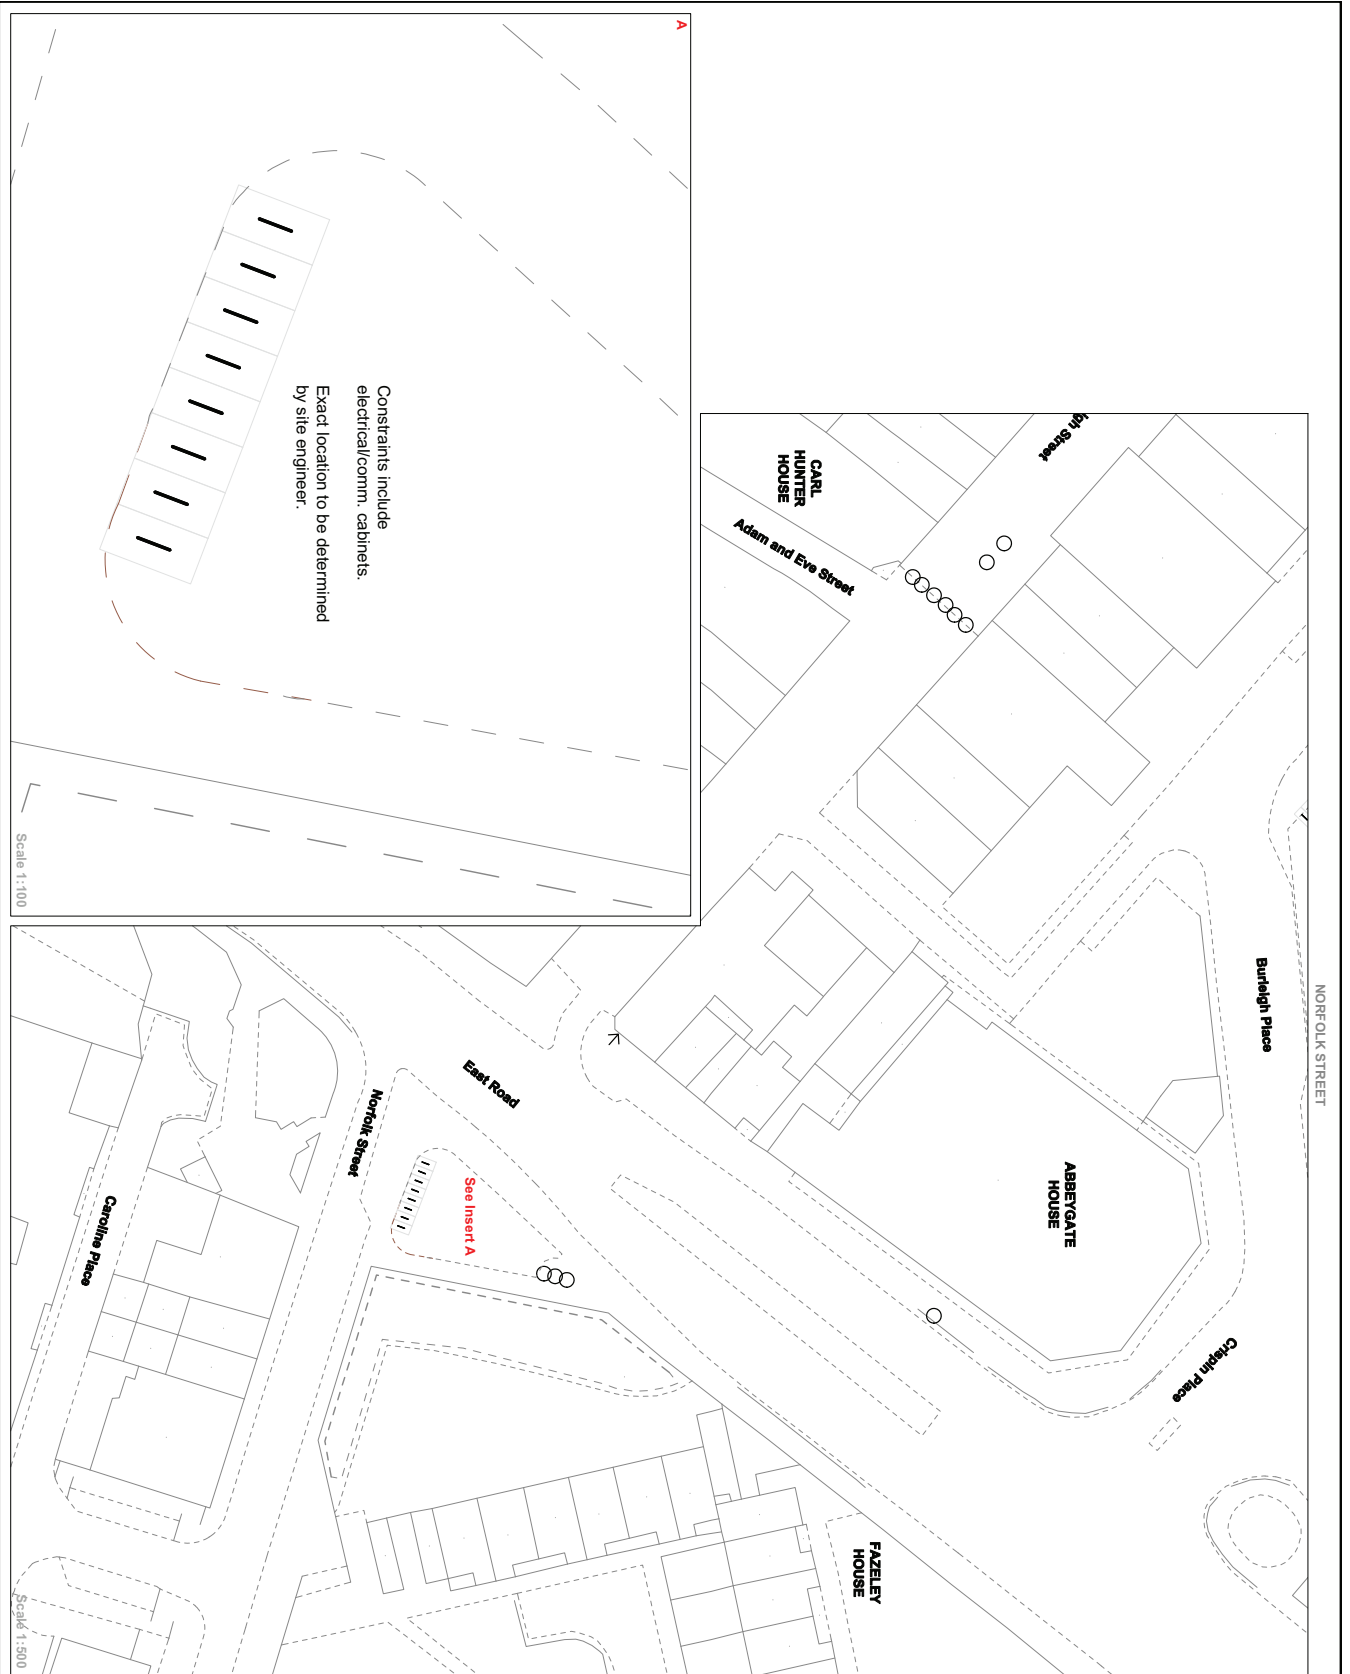 NORFOLK STREET
A
Constraints include
electrical/comm. cabinets.
Exact location to be determined
by site engineer.
Scale 1:100
igh Street
CARL
HUNTER
HOUSE
Adam and Eve Street
Burleigh Place
ABBEYGATE
HOUSE
East Road
Norfolk Street
See Insert A
Caroline Place
Crispin Place
FAZELEY
HOUSE
Scale 1:500